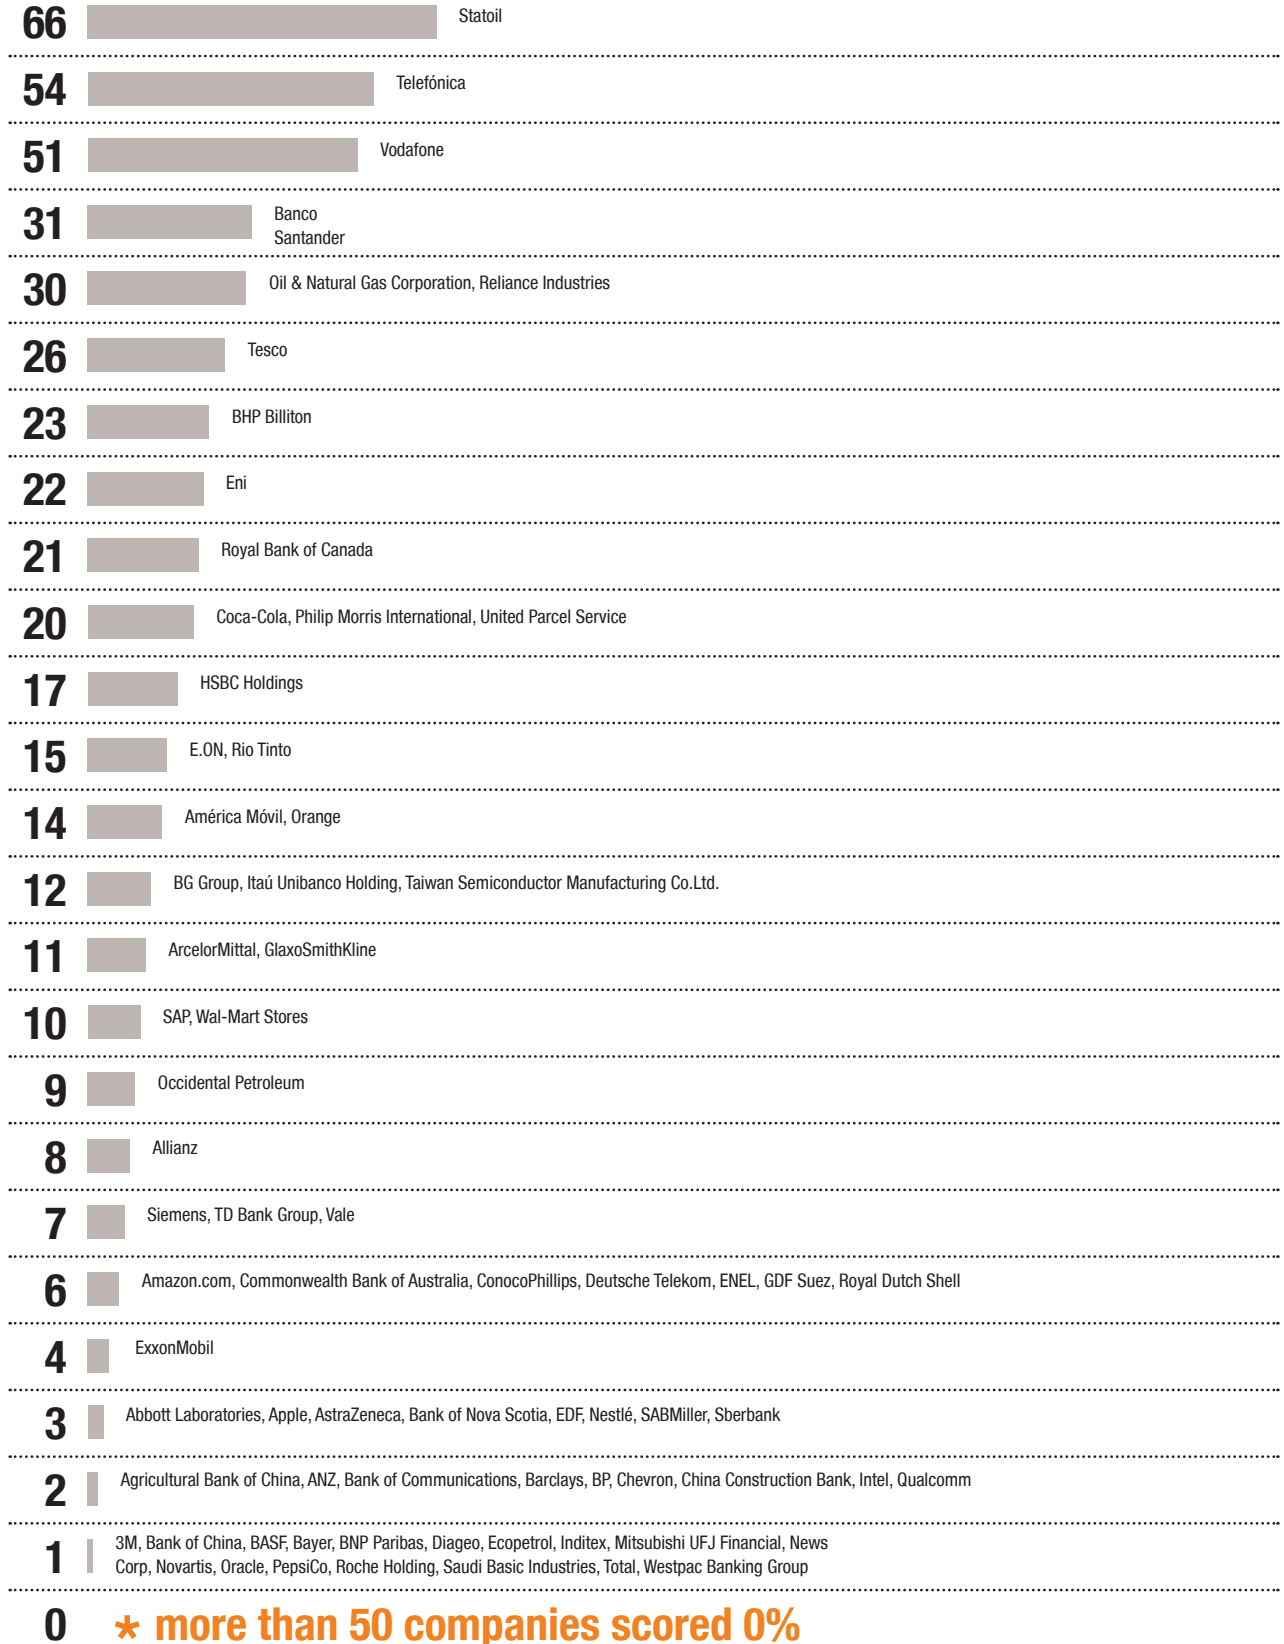 66 Statoil
54 Telefónica
51 Vodafone
31 Banco
Santander
30 Oil & Natural Gas Corporation, Reliance Industries
26 Tesco
23 BHP Billiton
22 Eni
21 Royal Bank of Canada
20 Coca-Cola, Philip Morris International, United Parcel Service
17 HSBC Holdings
15 E.ON, Rio Tinto
14 América Móvil, Orange
12 BG Group, Itaú Unibanco Holding, Taiwan Semiconductor Manufacturing Co.Ltd.
11 ArcelorMittal, GlaxoSmithKline
10 SAP, Wal-Mart Stores
9 Occidental Petroleum
8 Allianz
7 Siemens, TD Bank Group, Vale
6 Amazon.com, Commonwealth Bank of Australia, ConocoPhillips, Deutsche Telekom, ENEL, GDF Suez, Royal Dutch Shell
4 ExxonMobil
3 Abbott Laboratories, Apple, AstraZeneca, Bank of Nova Scotia, EDF, Nestlé, SABMiller, Sberbank
2 Agricultural Bank of China, ANZ, Bank of Communications, Barclays, BP, Chevron, China Construction Bank, Intel, Qualcomm
1 3M, Bank of China, BASF, Bayer, BNP Paribas, Diageo, Ecopetrol, Inditex, Mitsubishi UFJ Financial, News
Corp, Novartis, Oracle, PepsiCo, Roche Holding, Saudi Basic Industries, Total, Westpac Banking Group
0 * more than 50 companies scored 0%